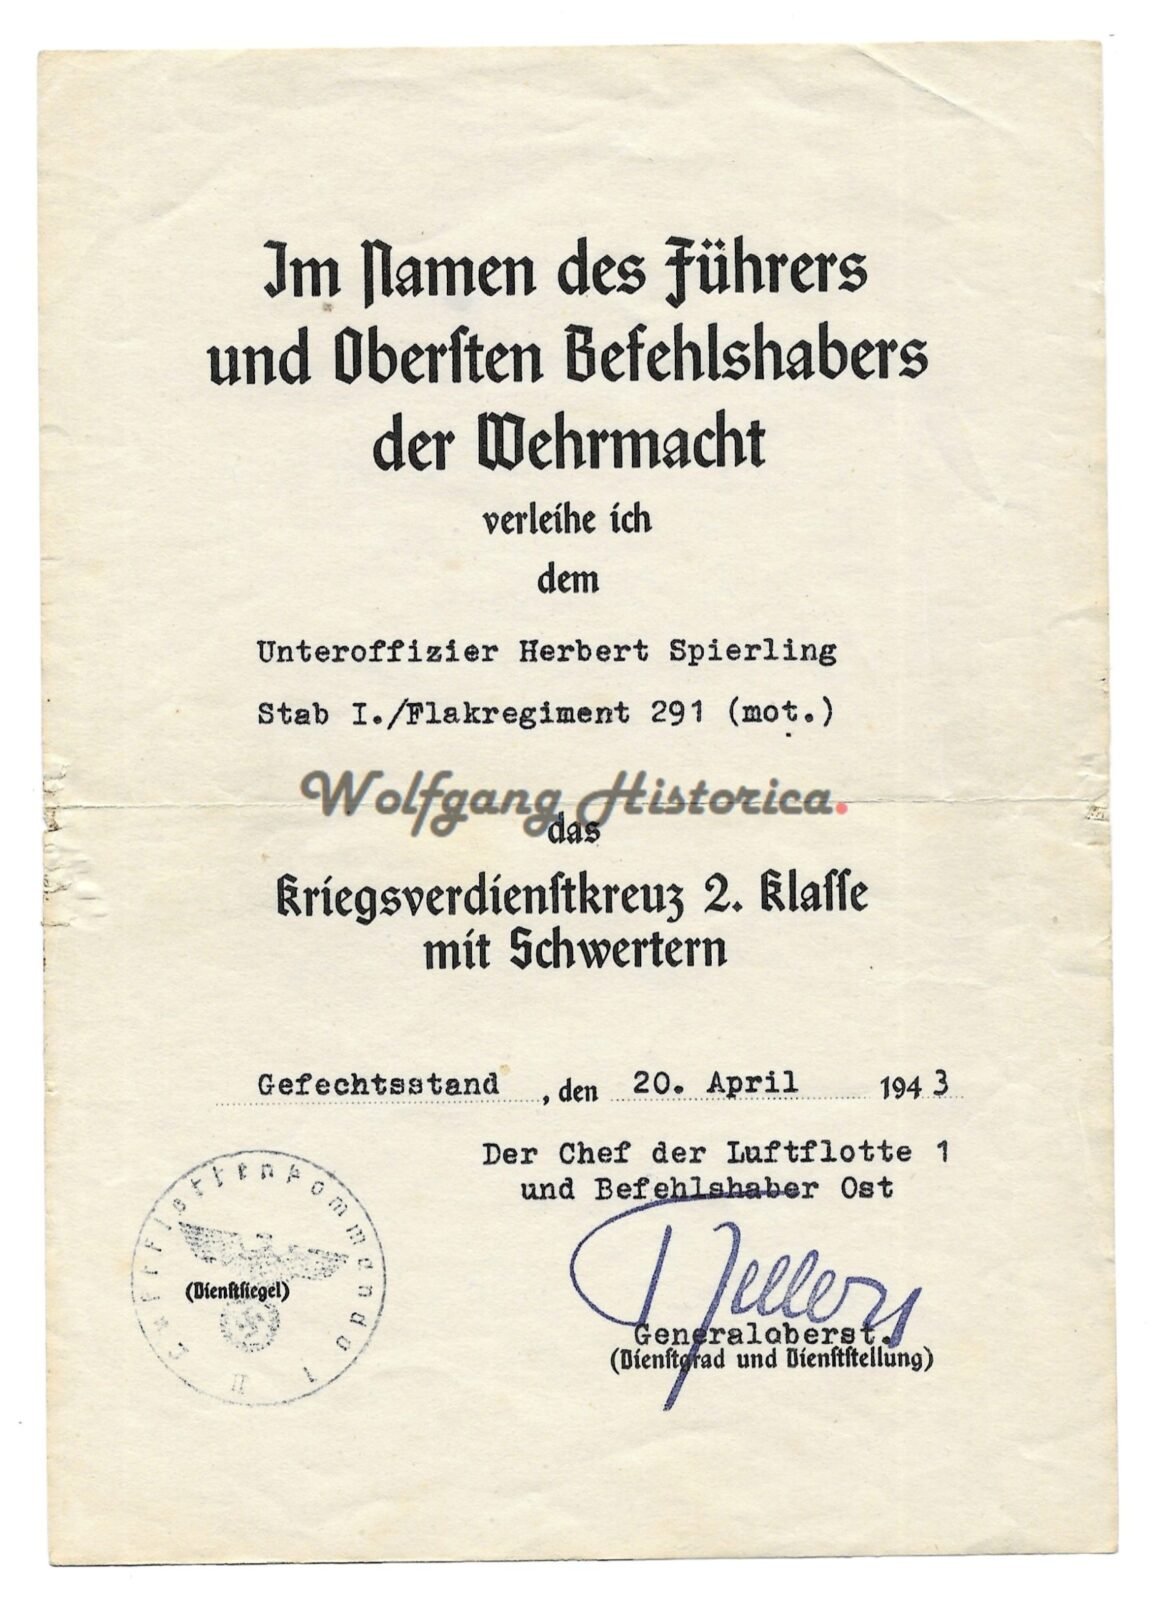 Im Namen des Führers
und Oberſten Befehlshabers
der Wehrmacht
verleihe ich
dem
Unteroffizier Herbert Spierling
Stab I./Flakregiment 291 (mot.)
Wolfgang Historica.
das
Kriegsverdienſtkreuz 2. Klaſſe
mit Schwertern
Gefechtsstand , den 20. April 1943
Der Chef der Luftflotte 1
und Befehlshaber Ost
Luftflottenkommando 1
(Dienſtſiegel)
Generaloberst.
(Dienſtgrad und Dienſtſtellung)